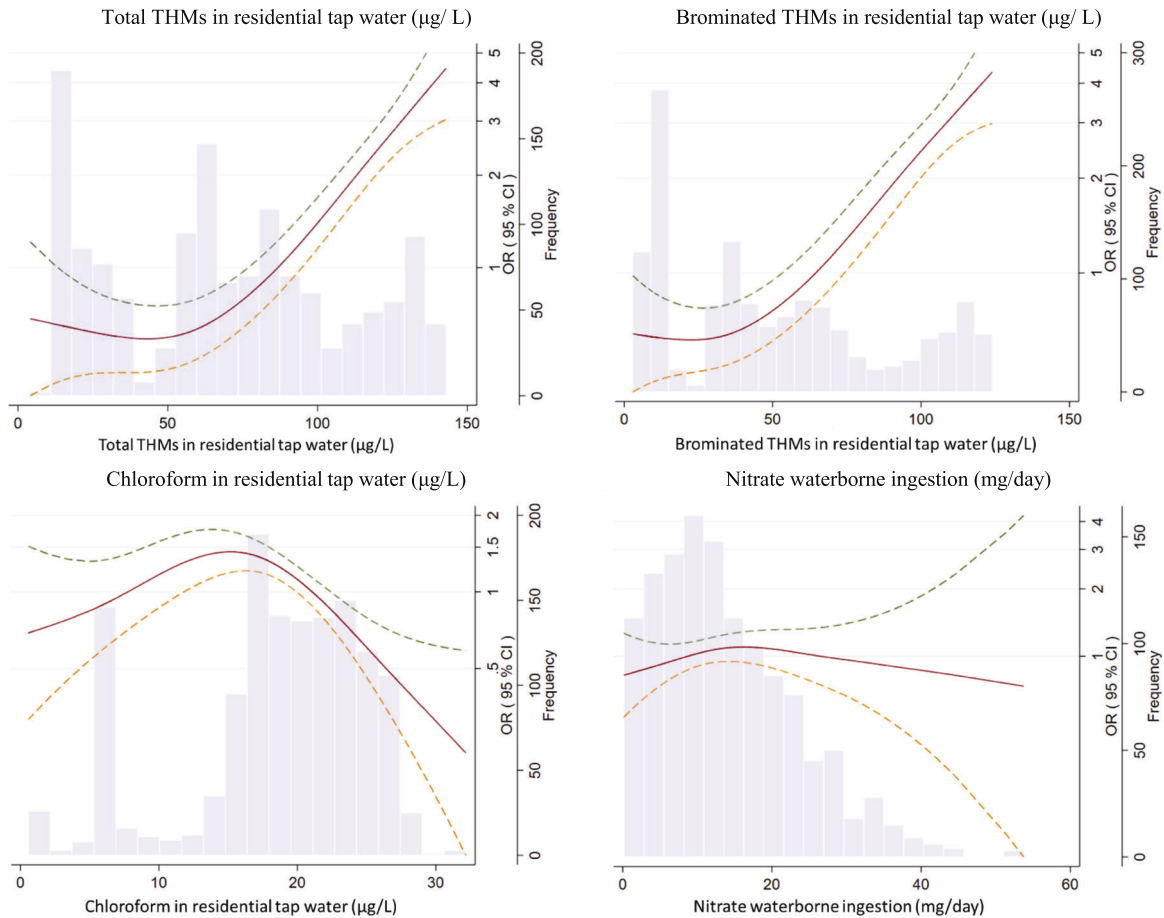 Total THMs in residential tap water (μg/ L)
5
4
3
2
1
OR ( 95 % CI )
200
150
100
50
0
Frequency
0 50 100 150
Total THMs in residential tap water (µg/L)
Brominated THMs in residential tap water (μg/ L)
5
4
3
2
1
OR ( 95 % CI )
300
200
100
0
Frequency
0 50 100 150
Brominated THMs in residential tap water (µg/L)
Chloroform in residential tap water (μg/L)
2
1.5
1
.5
OR ( 95 % CI )
200
150
100
50
0
Frequency
0 10 20 30
Chloroform in residential tap water (µg/L)
Nitrate waterborne ingestion (mg/day)
4
3
2
1
OR ( 95 % CI )
150
100
50
0
Frequency
0 20 40 60
Nitrate waterborne ingestion (mg/day)